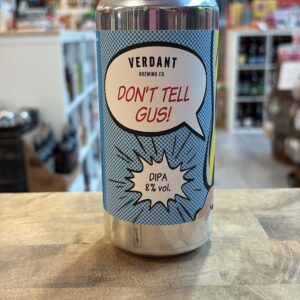 VERDANT
BREWING CO.
DON'T TELL
GUS!
DIPA
8% vol.